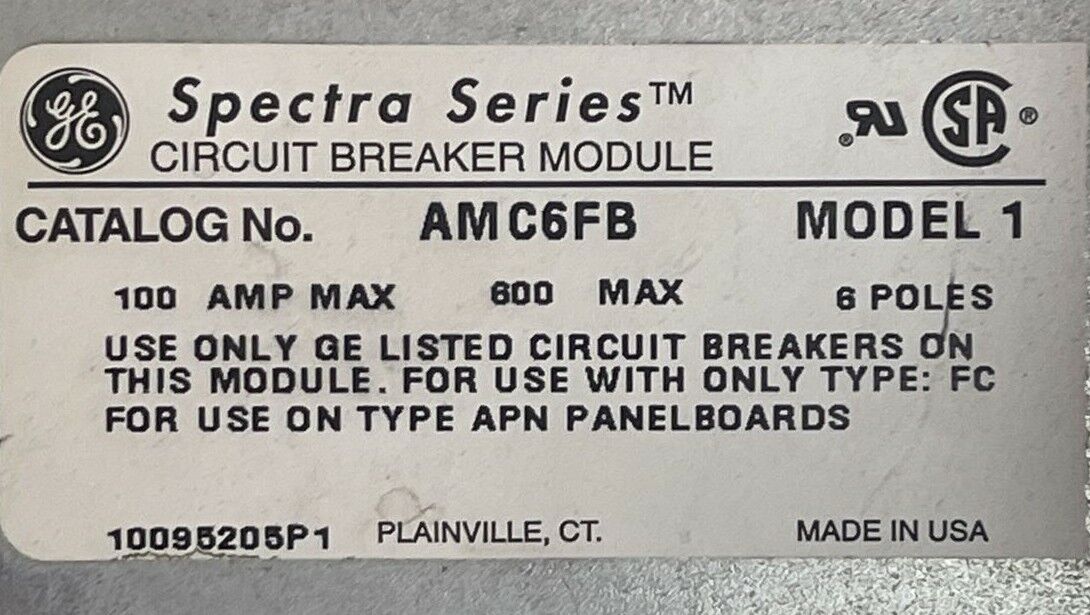 GE Spectra Series™
CIRCUIT BREAKER MODULE
RU® CSA®
CATALOG No. AMC6FB MODEL 1
100 AMP MAX 600 MAX 6 POLES
USE ONLY GE LISTED CIRCUIT BREAKERS ON
THIS MODULE. FOR USE WITH ONLY TYPE: FC
FOR USE ON TYPE APN PANELBOARDS
10095205P1 PLAINVILLE, CT. MADE IN USA